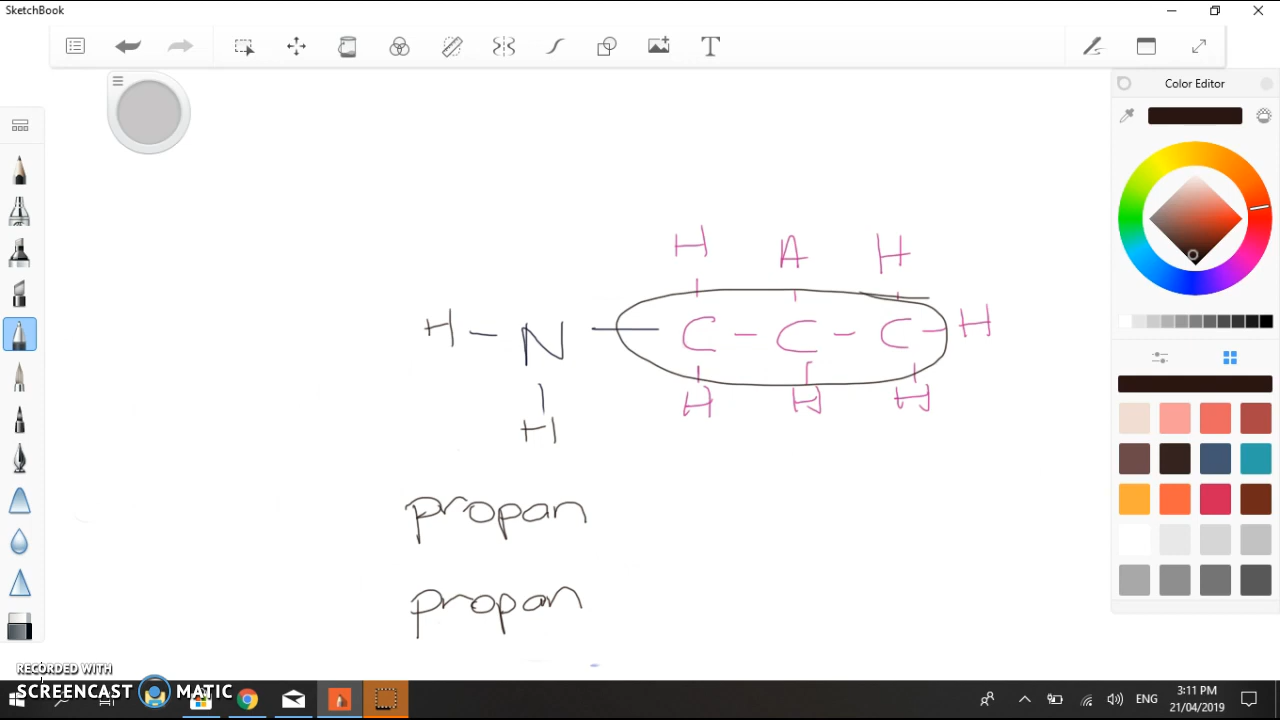 SketchBook
Color Editor
H A H
H - N - C - C - C - H
H H H H
propan
propan
RECORDED WITH
SCREENCAST MATIC
ENG
3:11 PM
21/04/2019